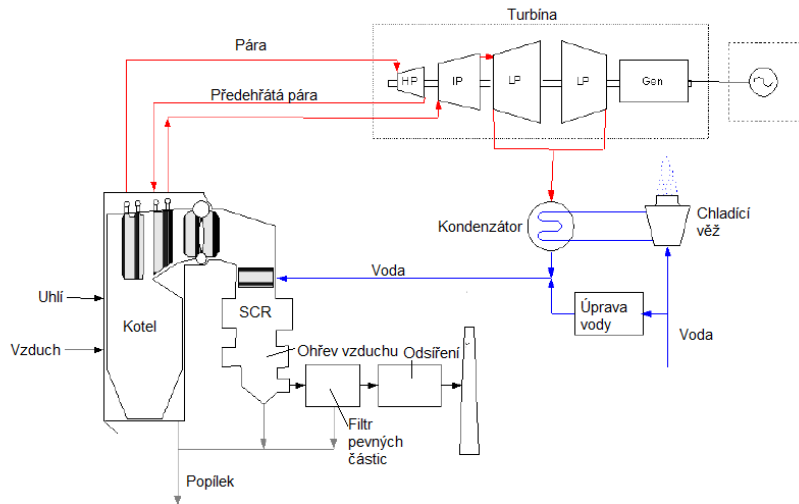 Turbína
Pára
HP
IP
LP
LP
Gen
Předehřátá pára
Kondenzátor
Chladící
věž
Voda
Uhlí
Kotel
SCR
Úprava
vody
Voda
Vzduch
Ohřev vzduchu
Odsíření
Filtr
pevných
částic
Popílek